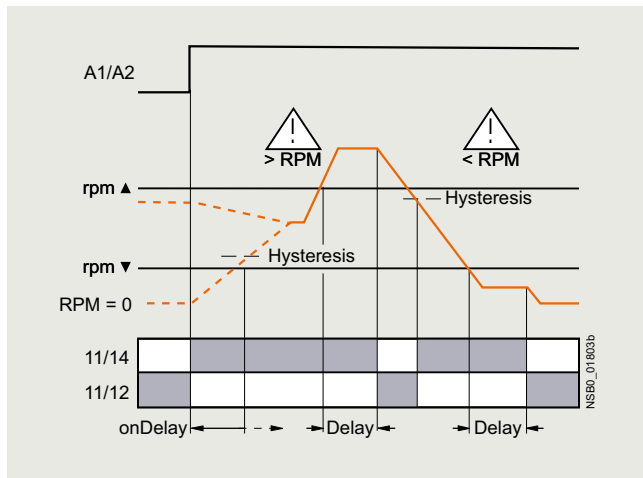 A1/A2
!
!
> RPM
< RPM
rpm ▲
Hysteresis
Hysteresis
rpm ▼
RPM = 0
11/14
11/12
NSB0_01803b
onDelay
Delay
Delay